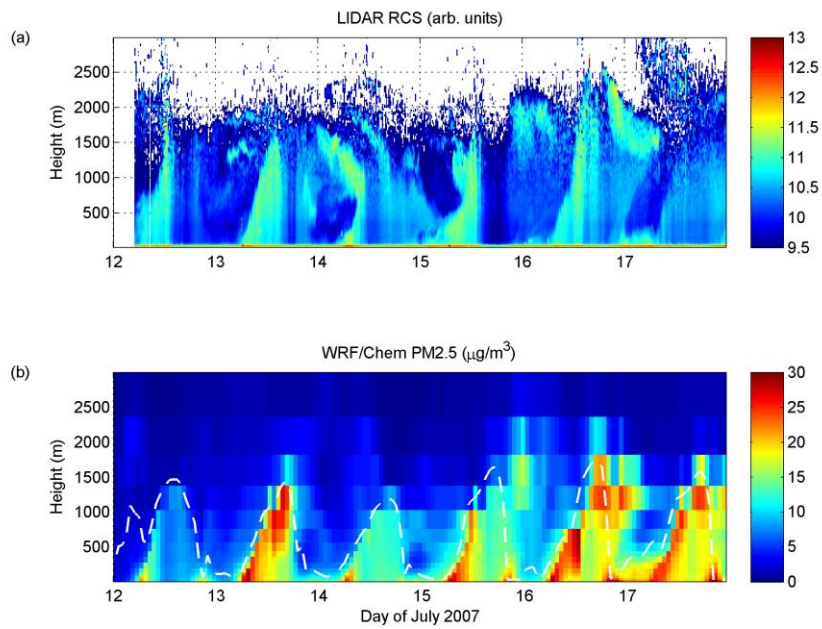 LIDAR RCS (arb. units)
(a)
Height (m)
2500
2000
1500
1000
500
12 13 14 15 16 17
13
12.5
12
11.5
11
10.5
10
9.5
WRF/Chem PM2.5 (μg/m³)
(b)
Height (m)
2500
2000
1500
1000
500
12 13 14 15 16 17
Day of July 2007
30
25
20
15
10
5
0